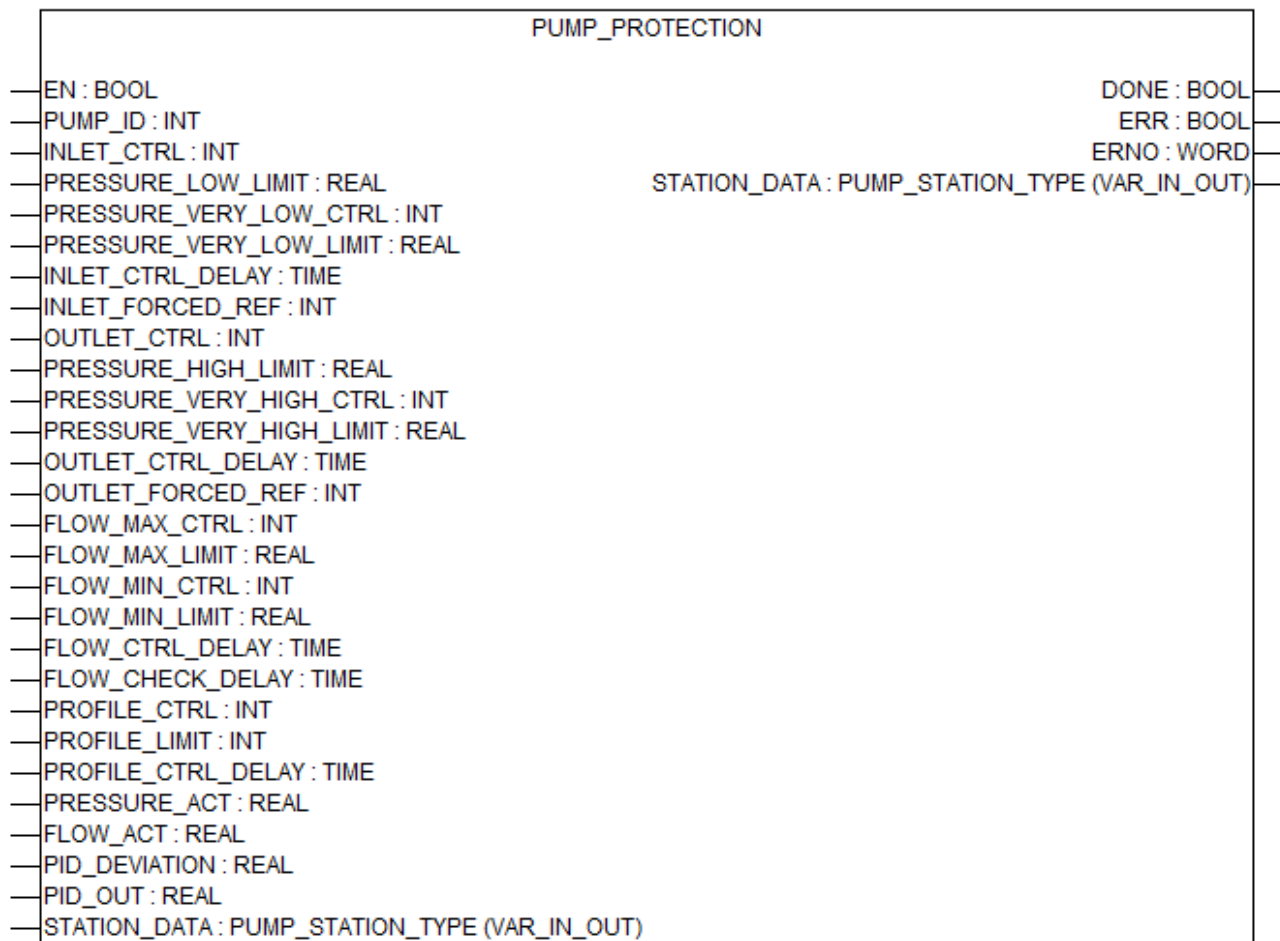 PUMP_PROTECTION
EN : BOOL DONE : BOOL
PUMP_ID : INT ERR : BOOL
INLET_CTRL : INT ERNO : WORD
PRESSURE_LOW_LIMIT : REAL STATION_DATA : PUMP_STATION_TYPE (VAR_IN_OUT)
PRESSURE_VERY_LOW_CTRL : INT
PRESSURE_VERY_LOW_LIMIT : REAL
INLET_CTRL_DELAY : TIME
INLET_FORCED_REF : INT
OUTLET_CTRL : INT
PRESSURE_HIGH_LIMIT : REAL
PRESSURE_VERY_HIGH_CTRL : INT
PRESSURE_VERY_HIGH_LIMIT : REAL
OUTLET_CTRL_DELAY : TIME
OUTLET_FORCED_REF : INT
FLOW_MAX_CTRL : INT
FLOW_MAX_LIMIT : REAL
FLOW_MIN_CTRL : INT
FLOW_MIN_LIMIT : REAL
FLOW_CTRL_DELAY : TIME
FLOW_CHECK_DELAY : TIME
PROFILE_CTRL : INT
PROFILE_LIMIT : INT
PROFILE_CTRL_DELAY : TIME
PRESSURE_ACT : REAL
FLOW_ACT : REAL
PID_DEVIATION : REAL
PID_OUT : REAL
STATION_DATA : PUMP_STATION_TYPE (VAR_IN_OUT)